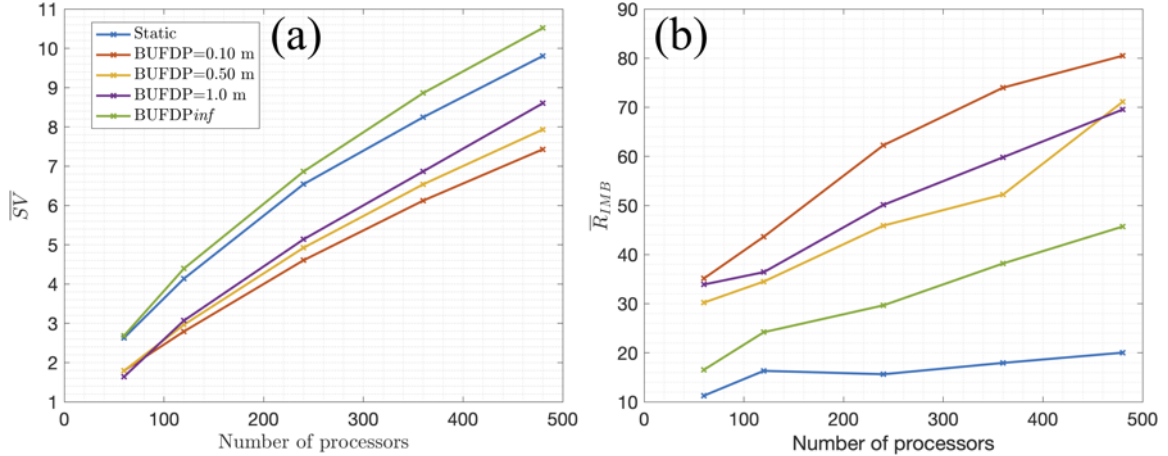 (a)
11
10
9
8
7
6
5
4
3
2
1
Static
BUFDP=0.10 m
BUFDP=0.50 m
BUFDP=1.0 m
BUFDPinf
SV
0 100 200 300 400 500
Number of processors
(b)
90
80
70
60
50
40
30
20
10
R_IMB
0 100 200 300 400 500
Number of processors